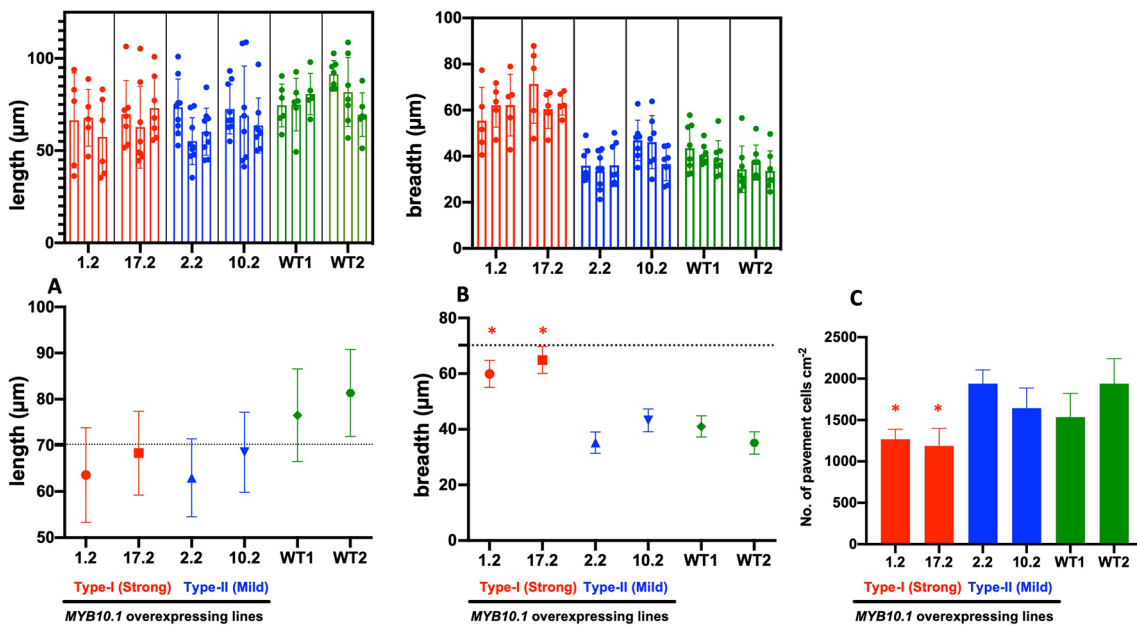 length (µm)
100
50
0
1.2 17.2 2.2 10.2 WT1 WT2
breadth (µm)
100
80
60
40
20
0
1.2 17.2 2.2 10.2 WT1 WT2
A
length (µm)
100
90
80
70
60
50
1.2 17.2 2.2 10.2 WT1 WT2
Type-I (Strong) Type-II (Mild)
MYB10.1 overexpressing lines
B
breadth (µm)
80
60
40
20
0
* *
1.2 17.2 2.2 10.2 WT1 WT2
Type-I (Strong) Type-II (Mild)
MYB10.1 overexpressing lines
C
No. of pavement cells cm-2
2500
2000
1500
1000
500
0
* *
1.2 17.2 2.2 10.2 WT1 WT2
Type-I (Strong) Type-II (Mild)
MYB10.1 overexpressing lines